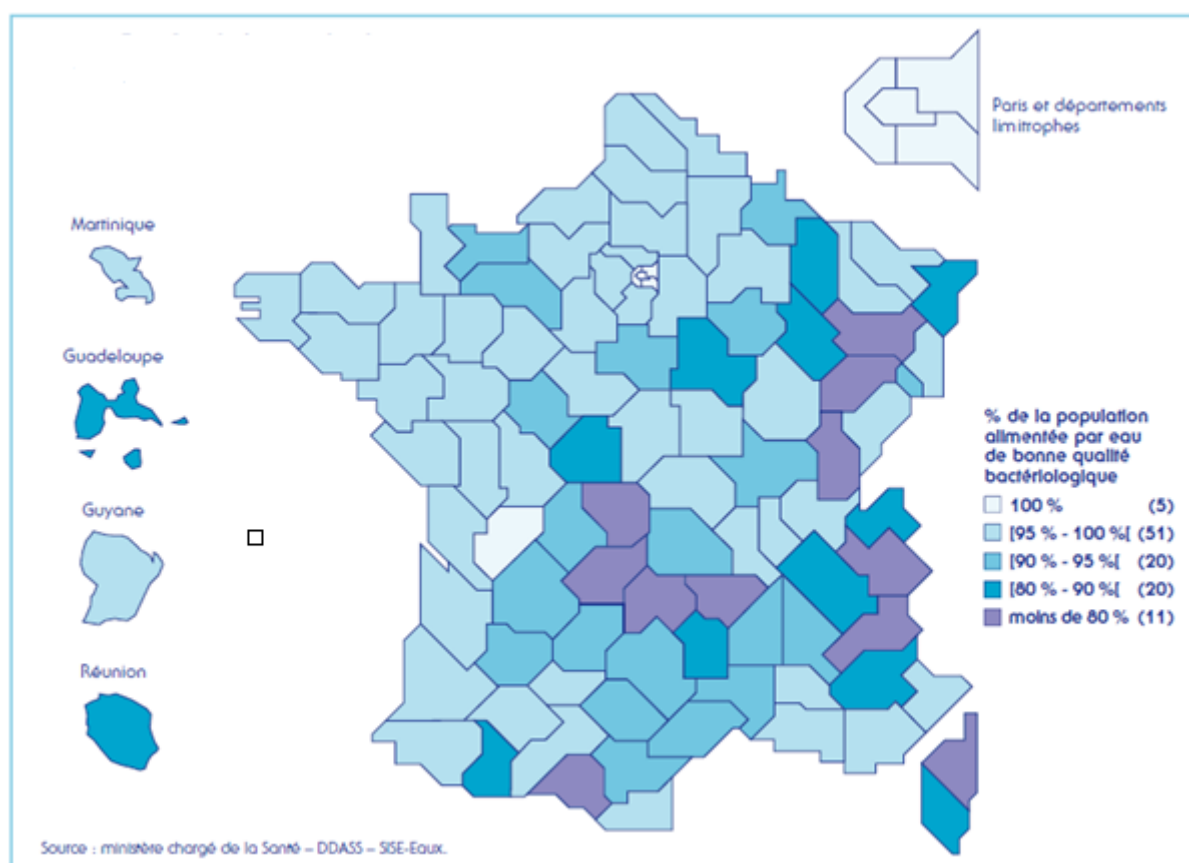 Paris et départements
limitrophes
Martinique
Guadeloupe
Guyane
Réunion
% de la population
alimentée par eau
de bonne qualité
bactériologique
100 % (5)
[95 % - 100 %[ (51)
[90 % - 95 %[ (20)
[80 % - 90 %[ (20)
moins de 80 % (11)
Source : ministère chargé de la Santé – DDASS – SISE-Eaux.